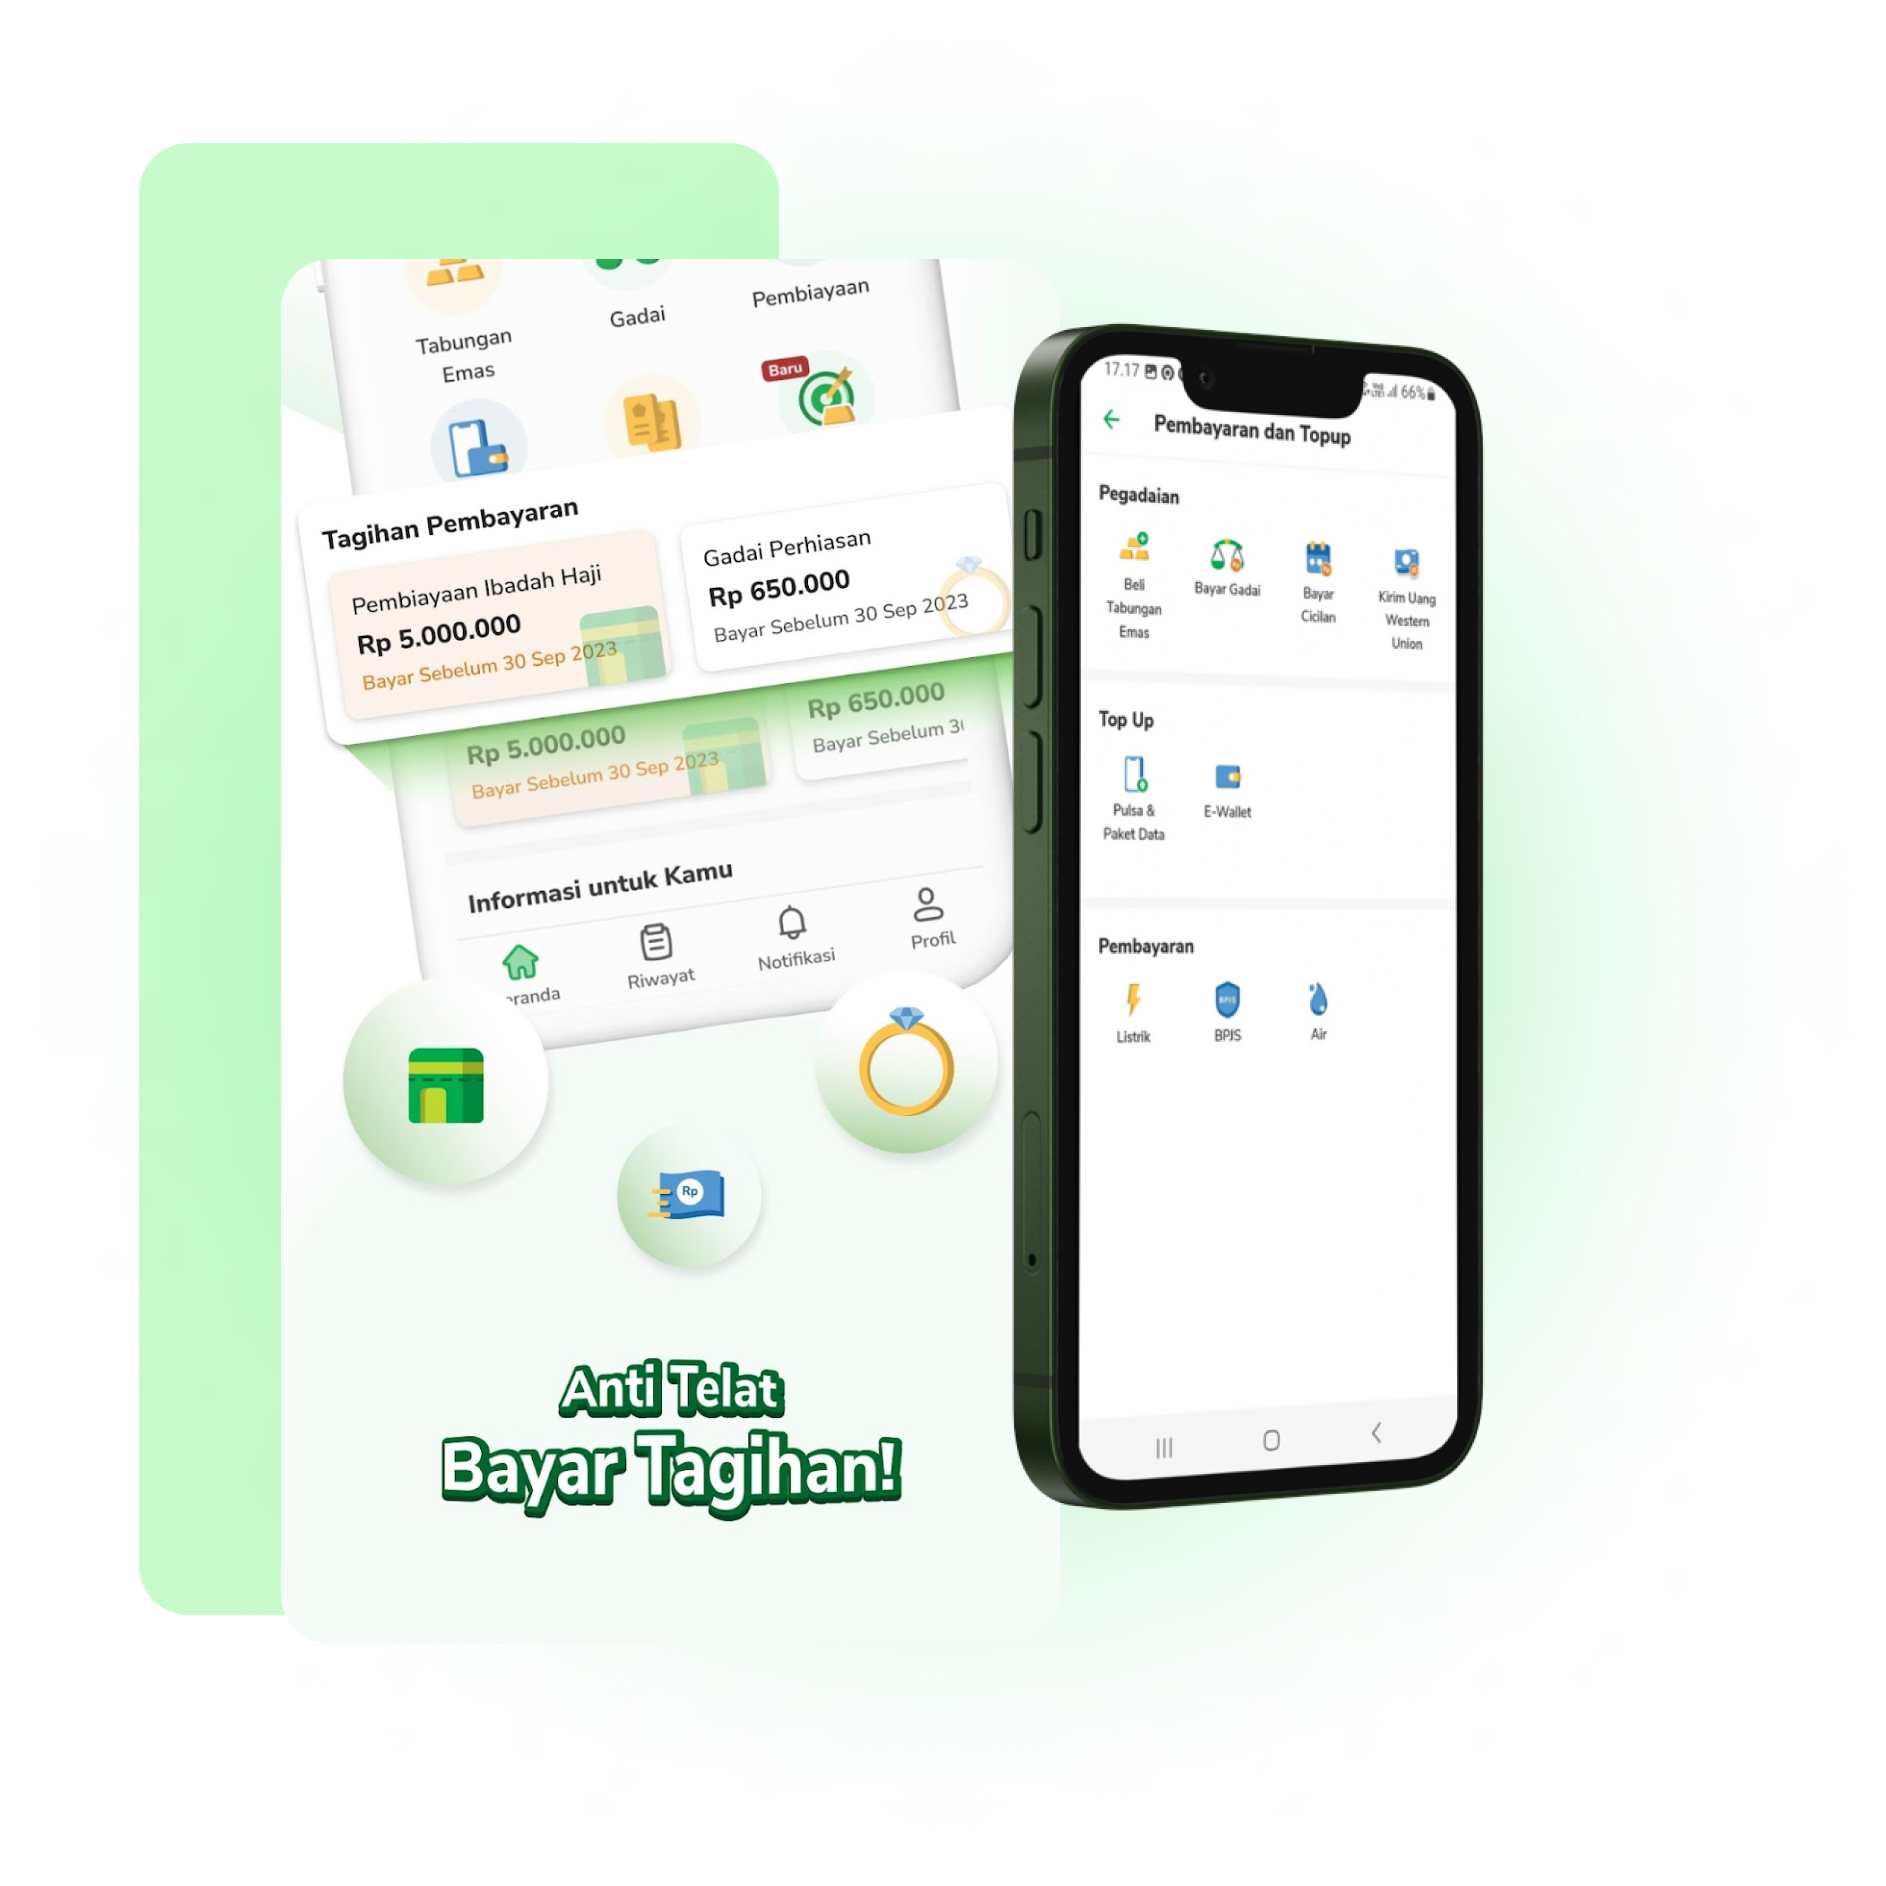 Tabungan
Emas
Gadai
Pembiayaan
Baru
Tagihan Pembayaran
Pembiayaan Ibadah Haji
Rp 5.000.000
Bayar Sebelum 30 Sep 2023
Gadai Perhiasan
Rp 650.000
Bayar Sebelum 30 Sep 2023
Rp 5.000.000
Bayar Sebelum 30 Sep 2023
Rp 650.000
Bayar Sebelum
Informasi untuk Kamu
Riwayat
Notifikasi
Profil
Rp
Anti Telat
Bayar Tagihan!
17.17
66%
Pembayaran dan Topup
Pegadaian
Beli
Tabungan
Emas
Bayar Gadai
Bayar
Cicilan
Kirim Uang
Western
Union
Top Up
Pulsa &
Paket Data
E-Wallet
Pembayaran
Listrik
BPJS
BPJS
Air